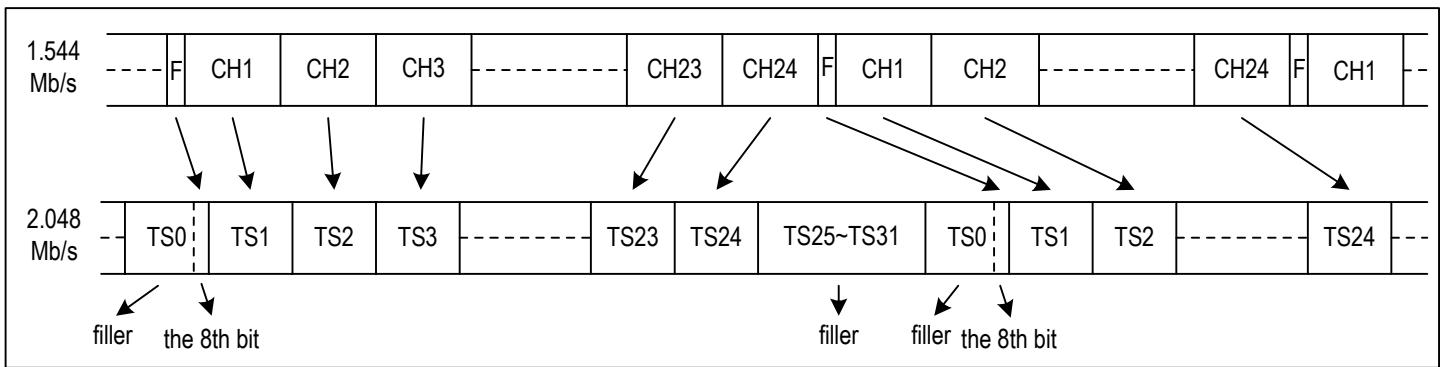 1.544
Mb/s
F CH1 CH2 CH3 CH23 CH24 F CH1 CH2 CH24 F CH1
2.048
Mb/s
TS0 TS1 TS2 TS3 TS23 TS24 TS25~TS31 TS0 TS1 TS2 TS24
filler the 8th bit filler filler the 8th bit